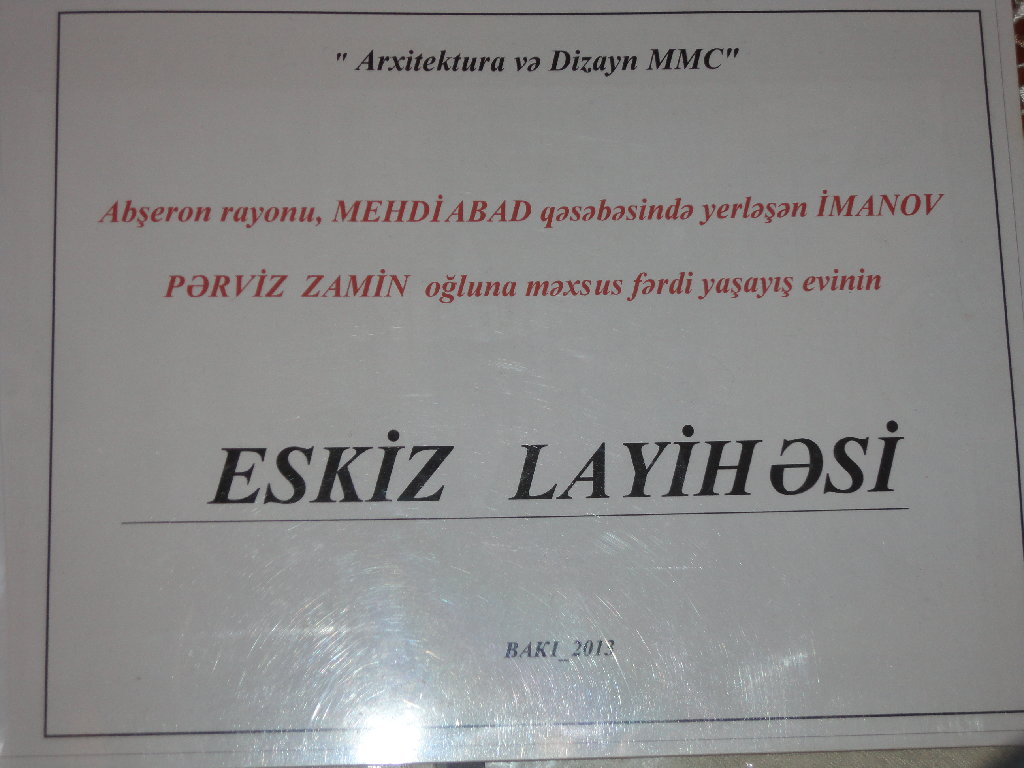 " Arxitektura və Dizayn MMC"
Abşeron rayonu, MEHDİABAD qəsəbəsində yerləşən İMANOV
PƏRVİZ ZAMİN oğluna məxsus fərdi yaşayış evinin
ESKİZ LAYİHƏSİ
BAKI_2013